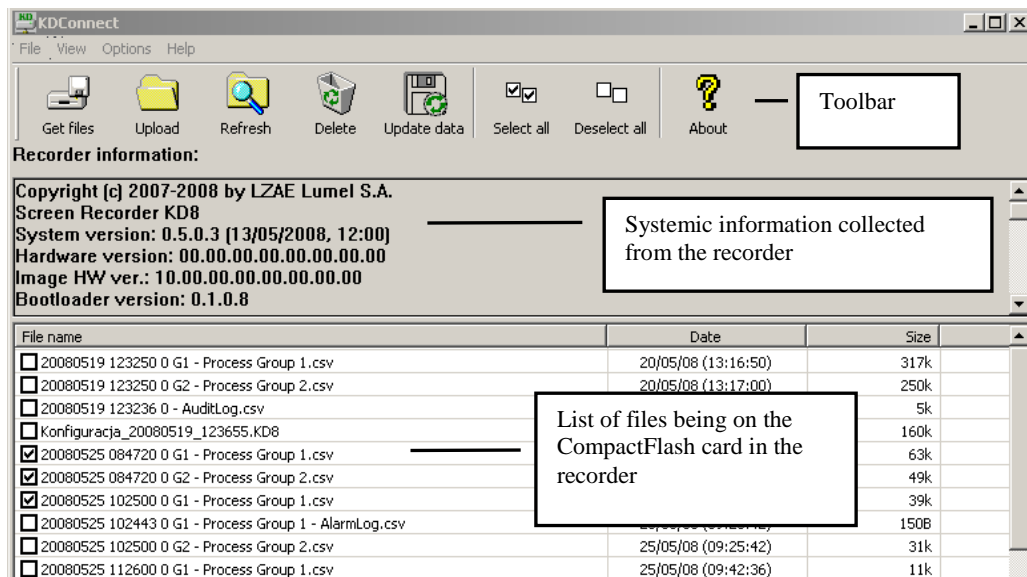 KDConnect
File View Options Help
Get files Upload Refresh Delete Update data Select all Deselect all About
Toolbar
Recorder information:
Copyright (c) 2007-2008 by LZAE Lumel S.A.
Screen Recorder KD8
System version: 0.5.0.3 (13/05/2008, 12:00)
Hardware version: 00.00.00.00.00.00.00.00
Image HW ver.: 10.00.00.00.00.00.00.00
Bootloader version: 0.1.0.8
Systemic information collected
from the recorder
File name Date Size
20080519 123250 0 G1 - Process Group 1.csv 20/05/08 (13:16:50) 317k
20080519 123250 0 G2 - Process Group 2.csv 20/05/08 (13:17:00) 250k
20080519 123236 0 - AuditLog.csv 5k
Konfiguracja_20080519_123655.KD8 160k
20080525 084720 0 G1 - Process Group 1.csv 63k
20080525 084720 0 G2 - Process Group 2.csv 49k
20080525 102500 0 G1 - Process Group 1.csv 39k
20080525 102443 0 G1 - Process Group 1 - AlarmLog.csv 150B
20080525 102500 0 G2 - Process Group 2.csv 25/05/08 (09:25:42) 31k
20080525 112600 0 G1 - Process Group 1.csv 25/05/08 (09:42:36) 11k
List of files being on the
CompactFlash card in the
recorder